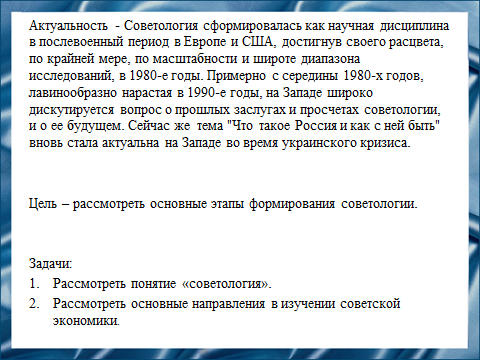 Актуальность - Советология сформировалась как научная дисциплина
в послевоенный период в Европе и США, достигнув своего расцвета,
по крайней мере, по масштабности и широте диапазона
исследований, в 1980-е годы. Примерно с середины 1980-х годов,
лавинообразно нарастая в 1990-е годы, на Западе широко
дискутируется вопрос о прошлых заслугах и просчетах советологии,
и о ее будущем. Сейчас же тема "Что такое Россия и как с ней быть"
вновь стала актуальна на Западе во время украинского кризиса.
Цель – рассмотреть основные этапы формирования советологии.
Задачи:
1. Рассмотреть понятие «советология».
2. Рассмотреть основные направления в изучении советской
экономики.